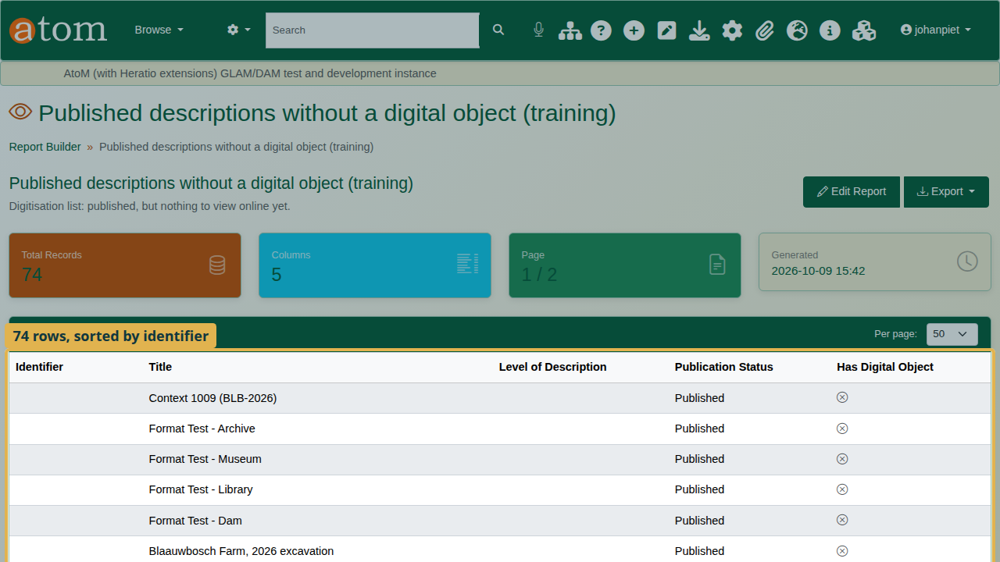 atom
Browse
Search
johanpiet
AtoM (with Heratio extensions) GLAM/DAM test and development instance
Published descriptions without a digital object (training)
Report Builder » Published descriptions without a digital object (training)
Published descriptions without a digital object (training)
Edit Report
Export
Digitisation list: published, but nothing to view online yet.
Total Records
74
Columns
5
Page
1 / 2
Generated
2026-10-09 15:42
74 rows, sorted by identifier
Per page: 50
Identifier Title Level of Description Publication Status Has Digital Object
Context 1009 (BLB-2026) Published
Format Test - Archive Published
Format Test - Museum Published
Format Test - Library Published
Format Test - Dam Published
Blaauwbosch Farm, 2026 excavation Published